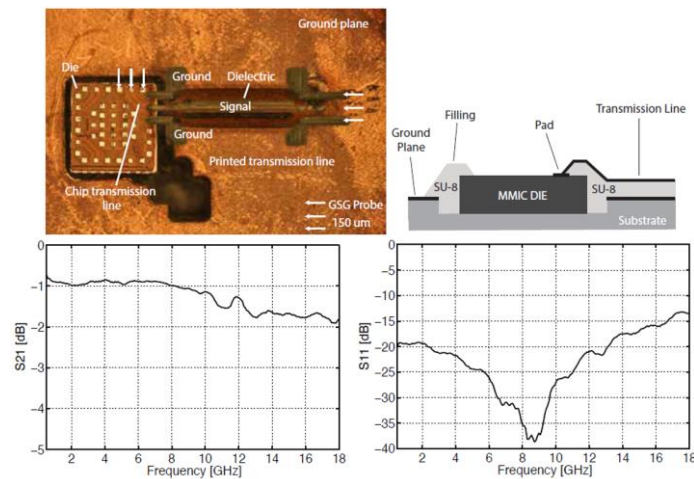 Ground plane
Die
Ground
Dielectric
Signal
Ground
Printed transmission line
Chip transmission
line
GSG Probe
150 um
Filling
Transmission Line
Ground
Plane
Pad
SU-8
MMIC DIE
SU-8
Substrate
0
-1
-2
-3
-4
-5
S21 [dB]
2
4
6
8
10
12
14
16
18
Frequency [GHz]
0
-5
-10
-15
-20
-25
-30
-35
-40
S11 [dB]
2
4
6
8
10
12
14
16
18
Frequency [GHz]